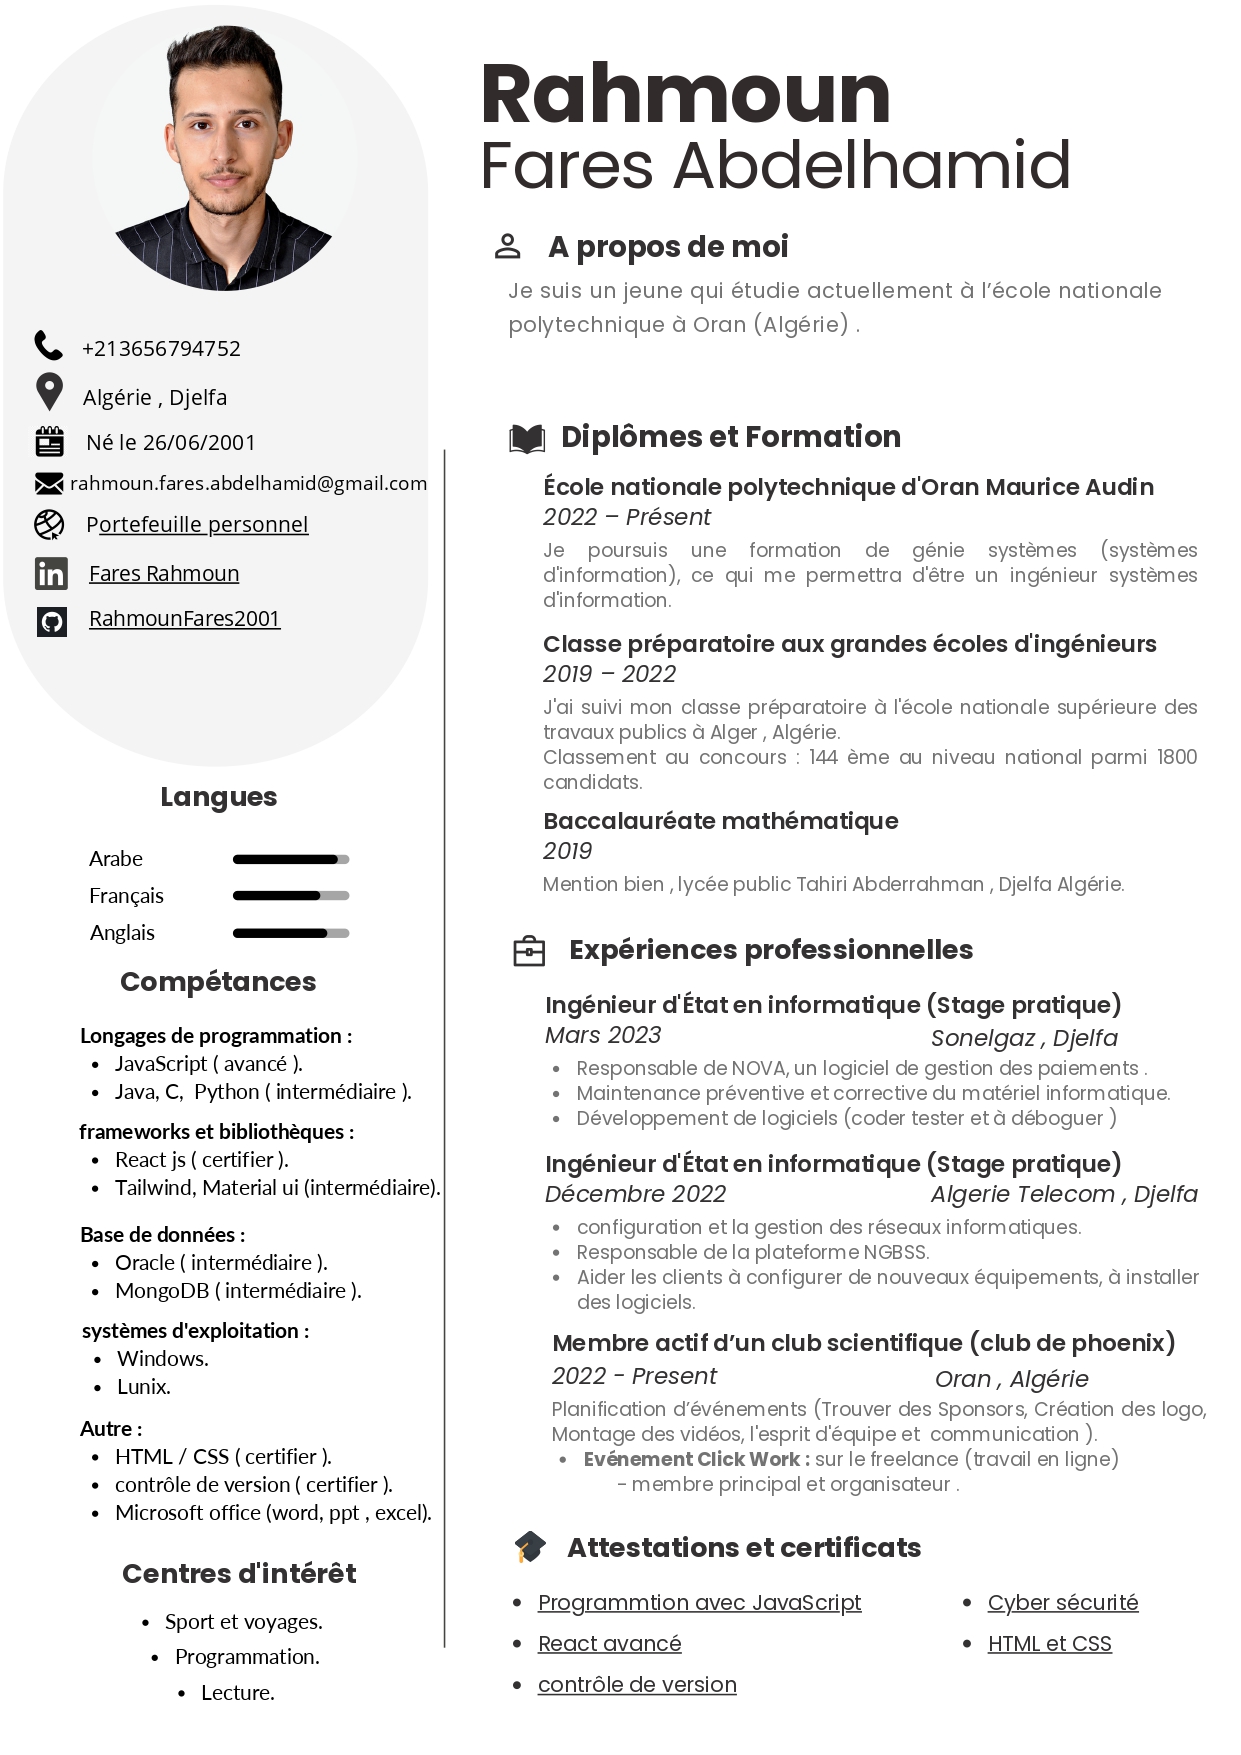 Rahmoun
Fares Abdelhamid
+213656794752
Algérie , Djelfa
Né le 26/06/2001
rahmoun.fares.abdelhamid@gmail.com
Portefeuille personnel
Fares Rahmoun
RahmounFares2001
Langues
Arabe
Français
Anglais
Compétances
Longages de programmation :
• JavaScript ( avancé ).
• Java, C, Python ( intermédiaire ).
frameworks et bibliothèques :
• React js ( certifier ).
• Tailwind, Material ui (intermédiaire).
Base de données :
• Oracle ( intermédiaire ).
• MongoDB ( intermédiaire ).
systèmes d'exploitation :
• Windows.
• Lunix.
Autre :
• HTML / CSS ( certifier ).
• contrôle de version ( certifier ).
• Microsoft office (word, ppt , excel).
Centres d'intérêt
• Sport et voyages.
• Programmation.
• Lecture.
A propos de moi
Je suis un jeune qui étudie actuellement à l’école nationale
polytechnique à Oran (Algérie) .
Diplômes et Formation
École nationale polytechnique d'Oran Maurice Audin
2022 – Présent
Je poursuis une formation de génie systèmes (systèmes
d'information), ce qui me permettra d'être un ingénieur systèmes
d'information.
Classe préparatoire aux grandes écoles d'ingénieurs
2019 – 2022
J'ai suivi mon classe préparatoire à l'école nationale supérieure des
travaux publics à Alger , Algérie.
Classement au concours : 144 ème au niveau national parmi 1800
candidats.
Baccalauréate mathématique
2019
Mention bien , lycée public Tahiri Abderrahman , Djelfa Algérie.
Expériences professionnelles
Ingénieur d'État en informatique (Stage pratique)
Mars 2023 Sonelgaz , Djelfa
• Responsable de NOVA, un logiciel de gestion des paiements .
• Maintenance préventive et corrective du matériel informatique.
• Développement de logiciels (coder tester et à déboguer )
Ingénieur d'État en informatique (Stage pratique)
Décembre 2022 Algerie Telecom , Djelfa
• configuration et la gestion des réseaux informatiques.
• Responsable de la plateforme NGBSS.
• Aider les clients à configurer de nouveaux équipements, à installer
des logiciels.
Membre actif d’un club scientifique (club de phoenix)
2022 - Present Oran , Algérie
Planification d’événements (Trouver des Sponsors, Création des logo,
Montage des vidéos, l'esprit d'équipe et communication ).
• Evénement Click Work : sur le freelance (travail en ligne)
- membre principal et organisateur .
Attestations et certificats
• Programmtion avec JavaScript
• React avancé
• contrôle de version
• Cyber sécurité
• HTML et CSS